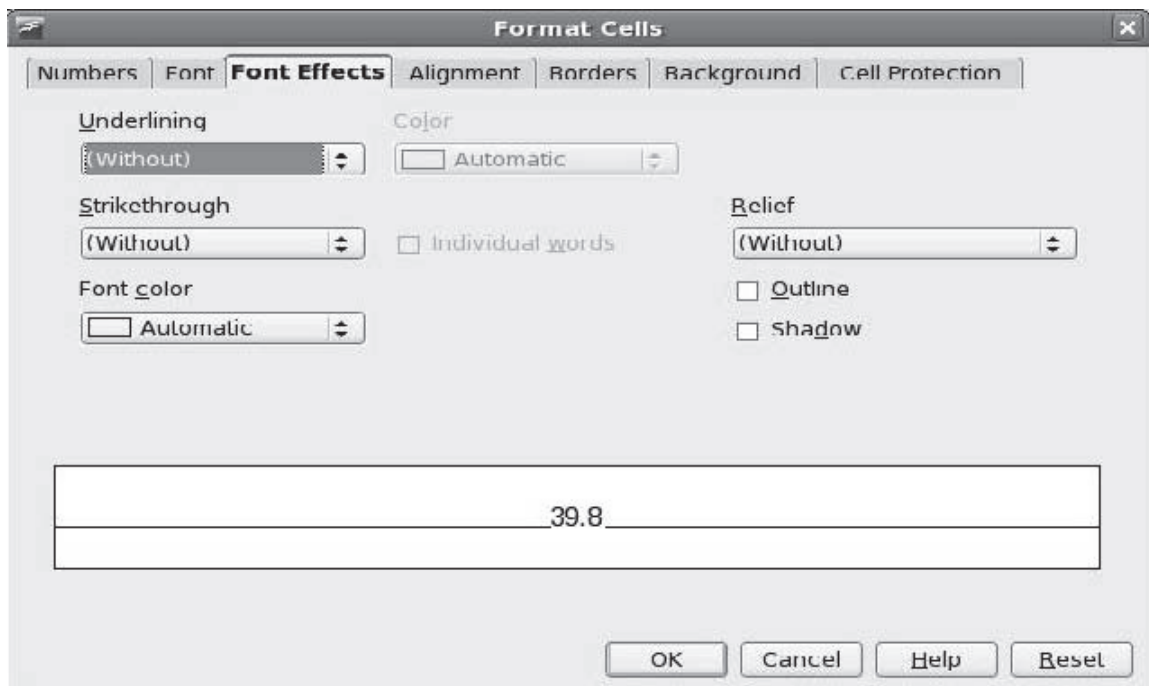 Format Cells
Numbers Font Font Effects Alignment Borders Background Cell Protection
Underlining Color
(Without) Automatic
Strikethrough Relief
(Without) Individual words (Without)
Font color Outline
Automatic Shadow
39.8
OK Cancel Help Reset